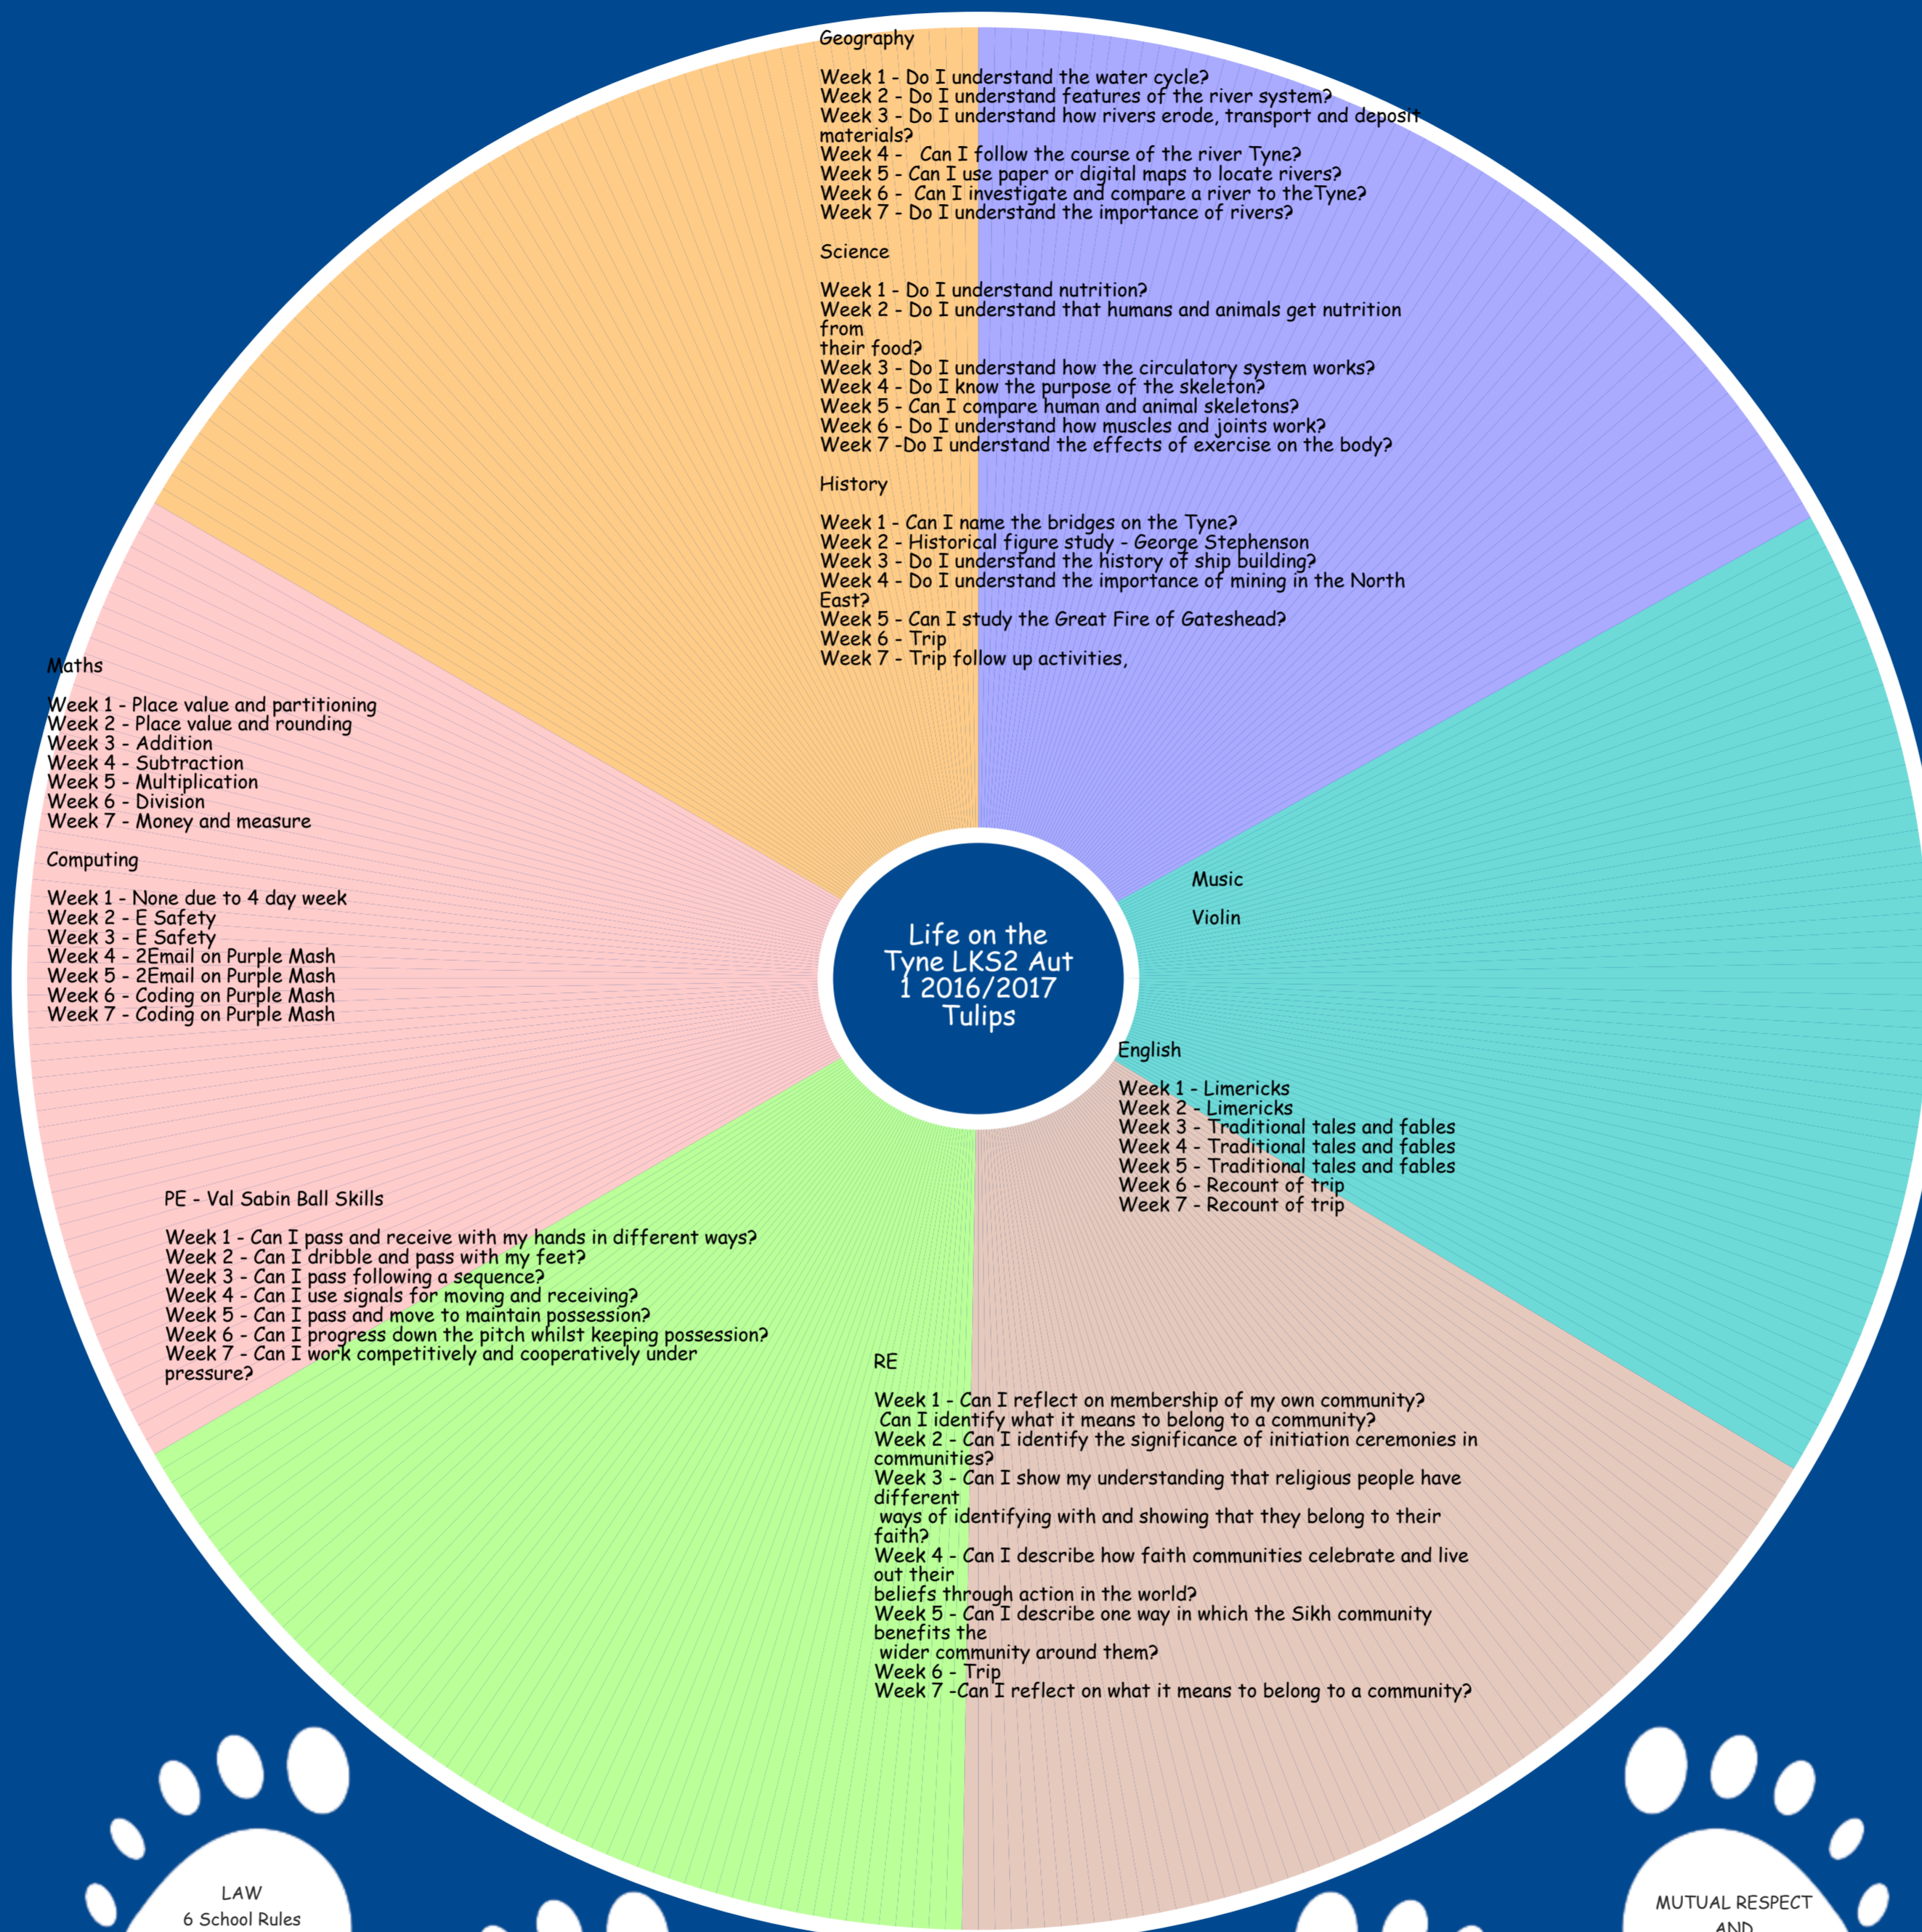 Geography
Week 1 - Do I understand the water cycle?
Week 2 - Do I understand features of the river system?
Week 3 - Do I understand how rivers erode, transport and deposit
materials?
Week 4 -   Can I follow the course of the river Tyne?
Week 5 - Can I use paper or digital maps to locate rivers?
Week 6 -  Can I investigate and compare a river to theTyne?
Week 7 - Do I understand the importance of rivers?
Science
Week 1 - Do I understand nutrition?
Week 2 - Do I understand that humans and animals get nutrition
from
their food?
Week 3 - Do I understand how the circulatory system works?
Week 4 - Do I know the purpose of the skeleton?
Week 5 - Can I compare human and animal skeletons?
Week 6 - Do I understand how muscles and joints work?
Week 7 -Do I understand the effects of exercise on the body?
History
Week 1 - Can I name the bridges on the Tyne?
Week 2 - Historical figure study - George Stephenson
Week 3 - Do I understand the history of ship building?
Week 4 - Do I understand the importance of mining in the North
East?
Week 5 - Can I study the Great Fire of Gateshead?
Week 6 - Trip
Week 7 - Trip follow up activities,
Maths
Week 1 - Place value and partitioning
Week 2 - Place value and rounding
Week 3 - Addition
Week 4 - Subtraction
Week 5 - Multiplication
Week 6 - Division
Week 7 - Money and measure
Computing
Week 1 - None due to 4 day week
Week 2 - E Safety
Week 3 - E Safety
Week 4 - 2Email on Purple Mash
Week 5 - 2Email on Purple Mash
Week 6 - Coding on Purple Mash
Week 7 - Coding on Purple Mash
Music
Violin
Life on the
Tyne LKS2 Aut
1 2016/2017
Tulips
English
Week 1 - Limericks
Week 2 - Limericks
Week 3 - Traditional tales and fables
Week 4 - Traditional tales and fables
Week 5 - Traditional tales and fables
Week 6 - Recount of trip
Week 7 - Recount of trip
PE - Val Sabin Ball Skills
Week 1 - Can I pass and receive with my hands in different ways?
Week 2 - Can I dribble and pass with my feet?
Week 3 - Can I pass following a sequence?
Week 4 - Can I use signals for moving and receiving?
Week 5 - Can I pass and move to maintain possession?
Week 6 - Can I progress down the pitch whilst keeping possession?
Week 7 - Can I work competitively and cooperatively under
pressure?
RE
Week 1 - Can I reflect on membership of my own community?
Can I identify what it means to belong to a community?
Week 2 - Can I identify the significance of initiation ceremonies in
communities?
Week 3 - Can I show my understanding that religious people have
different
ways of identifying with and showing that they belong to their
faith?
Week 4 - Can I describe how faith communities celebrate and live
out their
beliefs through action in the world?
Week 5 - Can I describe one way in which the Sikh community
benefits the
wider community around them?
Week 6 - Trip
Week 7 -Can I reflect on what it means to belong to a community?
LAW
6 School Rules
MUTUAL RESPECT
AND